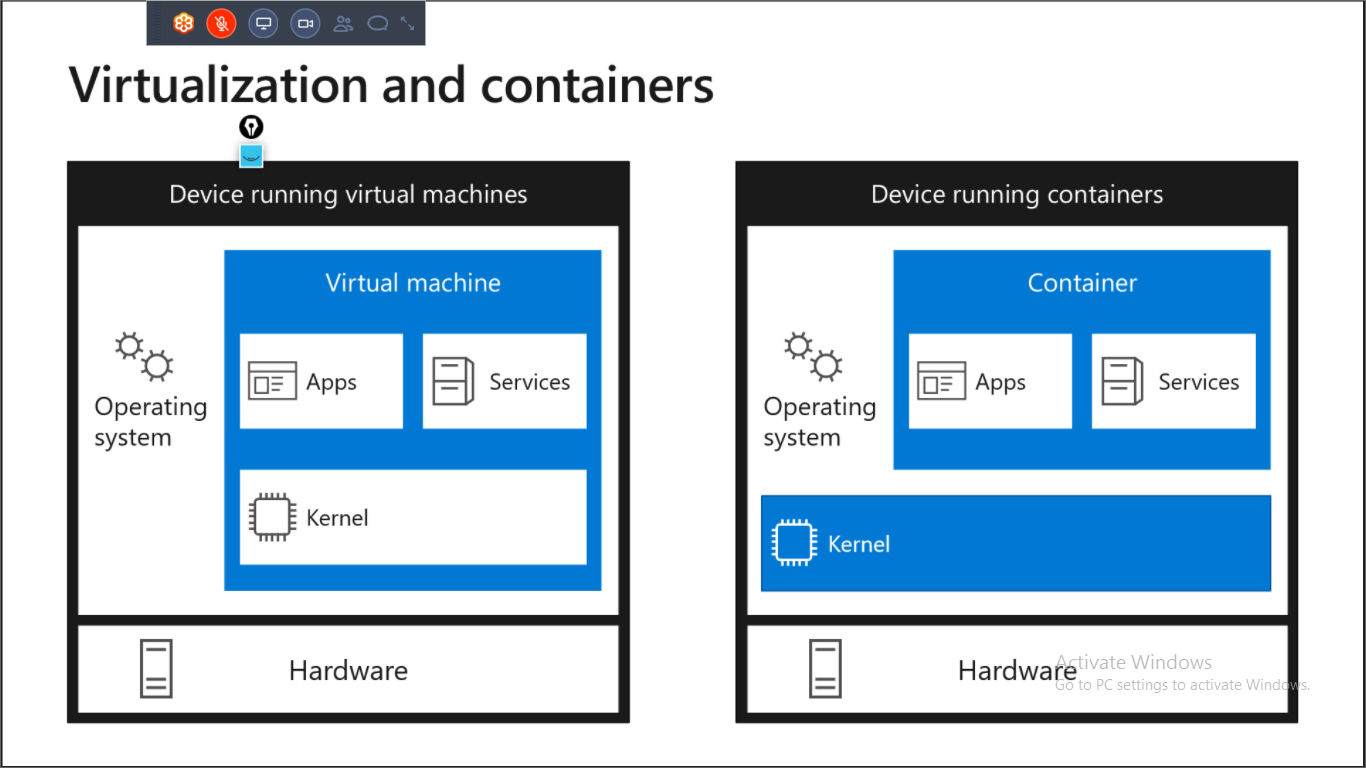 Virtualization and containers
Device running virtual machines
Virtual machine
Apps
Services
Operating
system
Kernel
Hardware
Device running containers
Container
Apps
Services
Operating
system
Kernel
Hardware
Activate Windows
Go to PC settings to activate Windows.